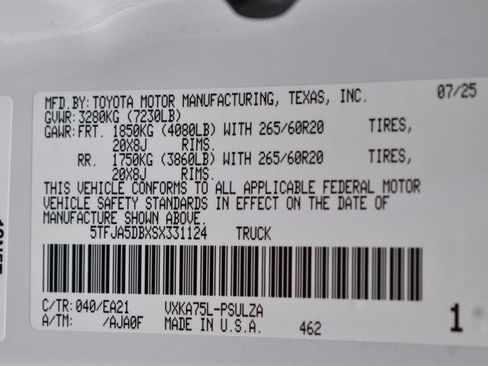 MFD.BY:TOYOTA MOTOR MANUFACTURING, TEXAS, INC. 07/25
GVWR: 3280KG (7230LB)
GAWR:FRT. 1850KG (4080LB) WITH 265/60R20 TIRES,
20X8J RIMS.
RR. 1750KG (3860LB) WITH 265/60R20 TIRES,
20X8J RIMS.
THIS VEHICLE CONFORMS TO ALL APPLICABLE FEDERAL MOTOR
VEHICLE SAFETY STANDARDS IN EFFECT ON THE DATE OF
MANUFACTURE SHOWN ABOVE.
5TFJA5DBXSX331124 TRUCK
C/TR:040/EA21 VXKA75L-PSULZA
A/TM: /AJA0F MADE IN U.S.A. 462 1